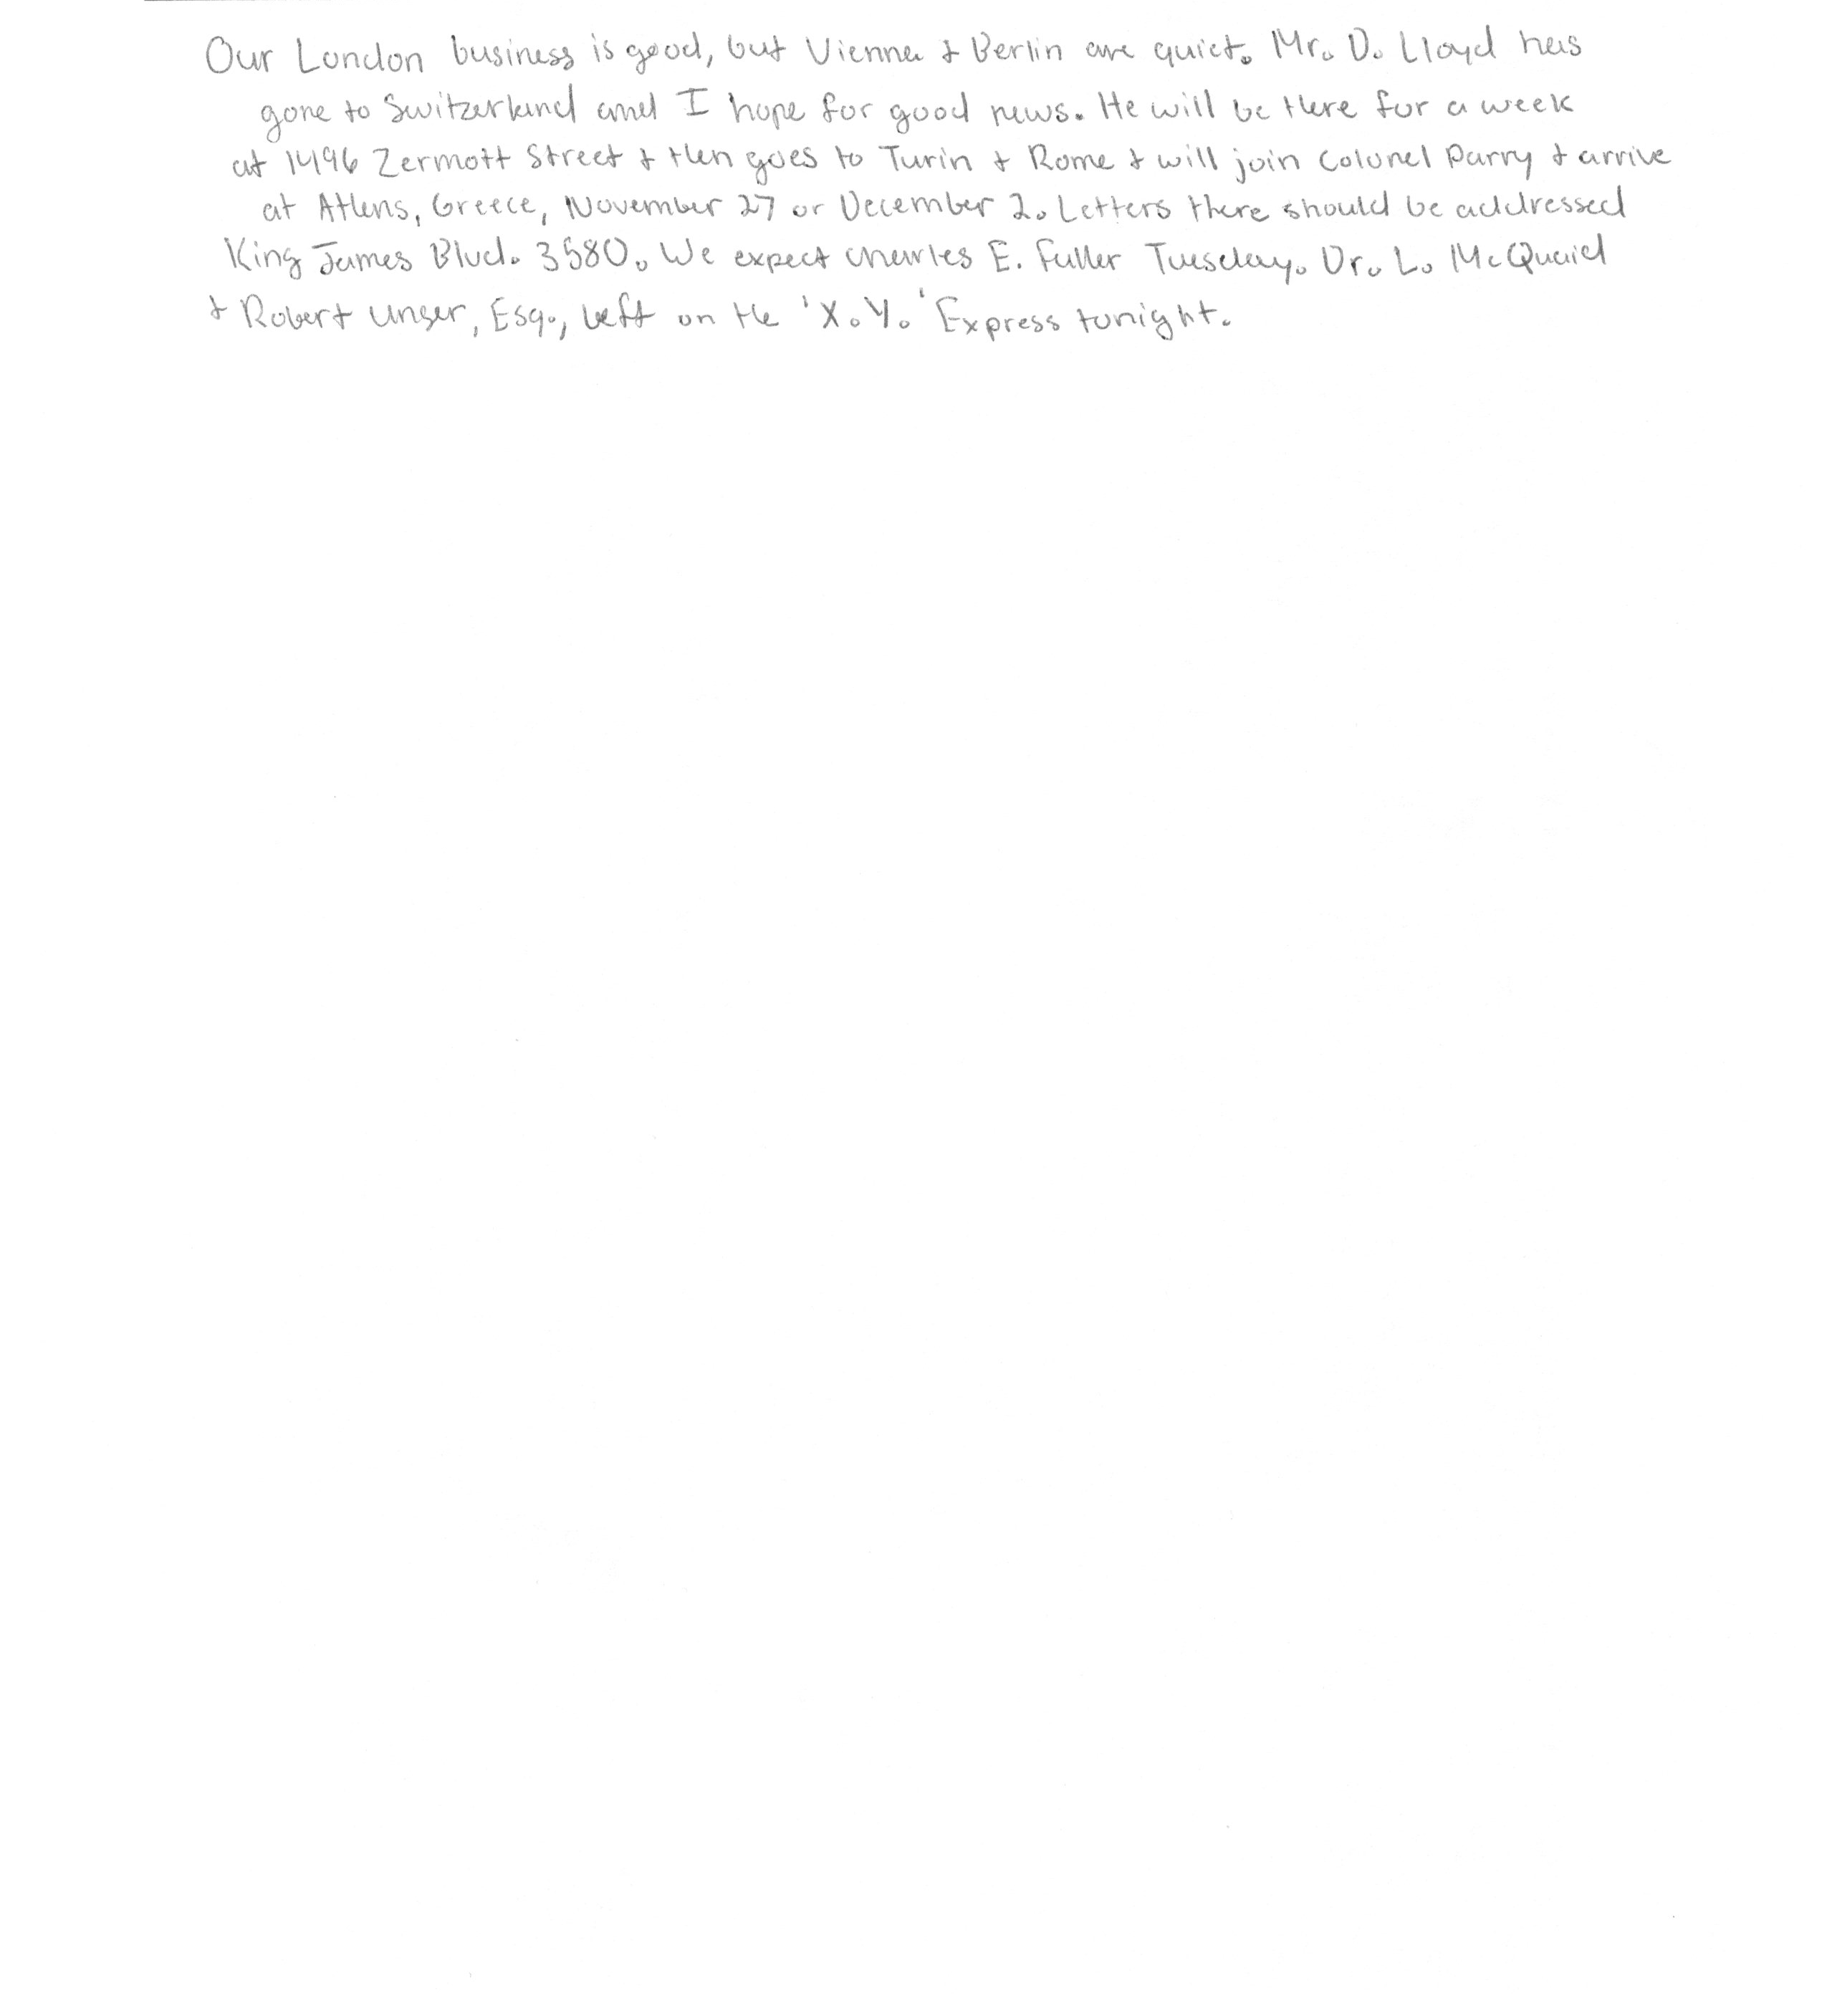 Our London business is good, but Vienna & Berlin are quiet. Mr. D. Lloyd has
gone to Switzerland and I hope for good news. He will be there for a week
at 1496 Zermott Street & then goes to Turin & Rome & will join Colonel Parry & arrive
at Athens, Greece, November 27 or December 2. Letters there should be addressed
King James Blvd. 3580. We expect Charles E. Fuller Tuesday. Dr. L. McQuaid
& Robert Unger, Esq., left on the 'X.Y.' Express tonight.